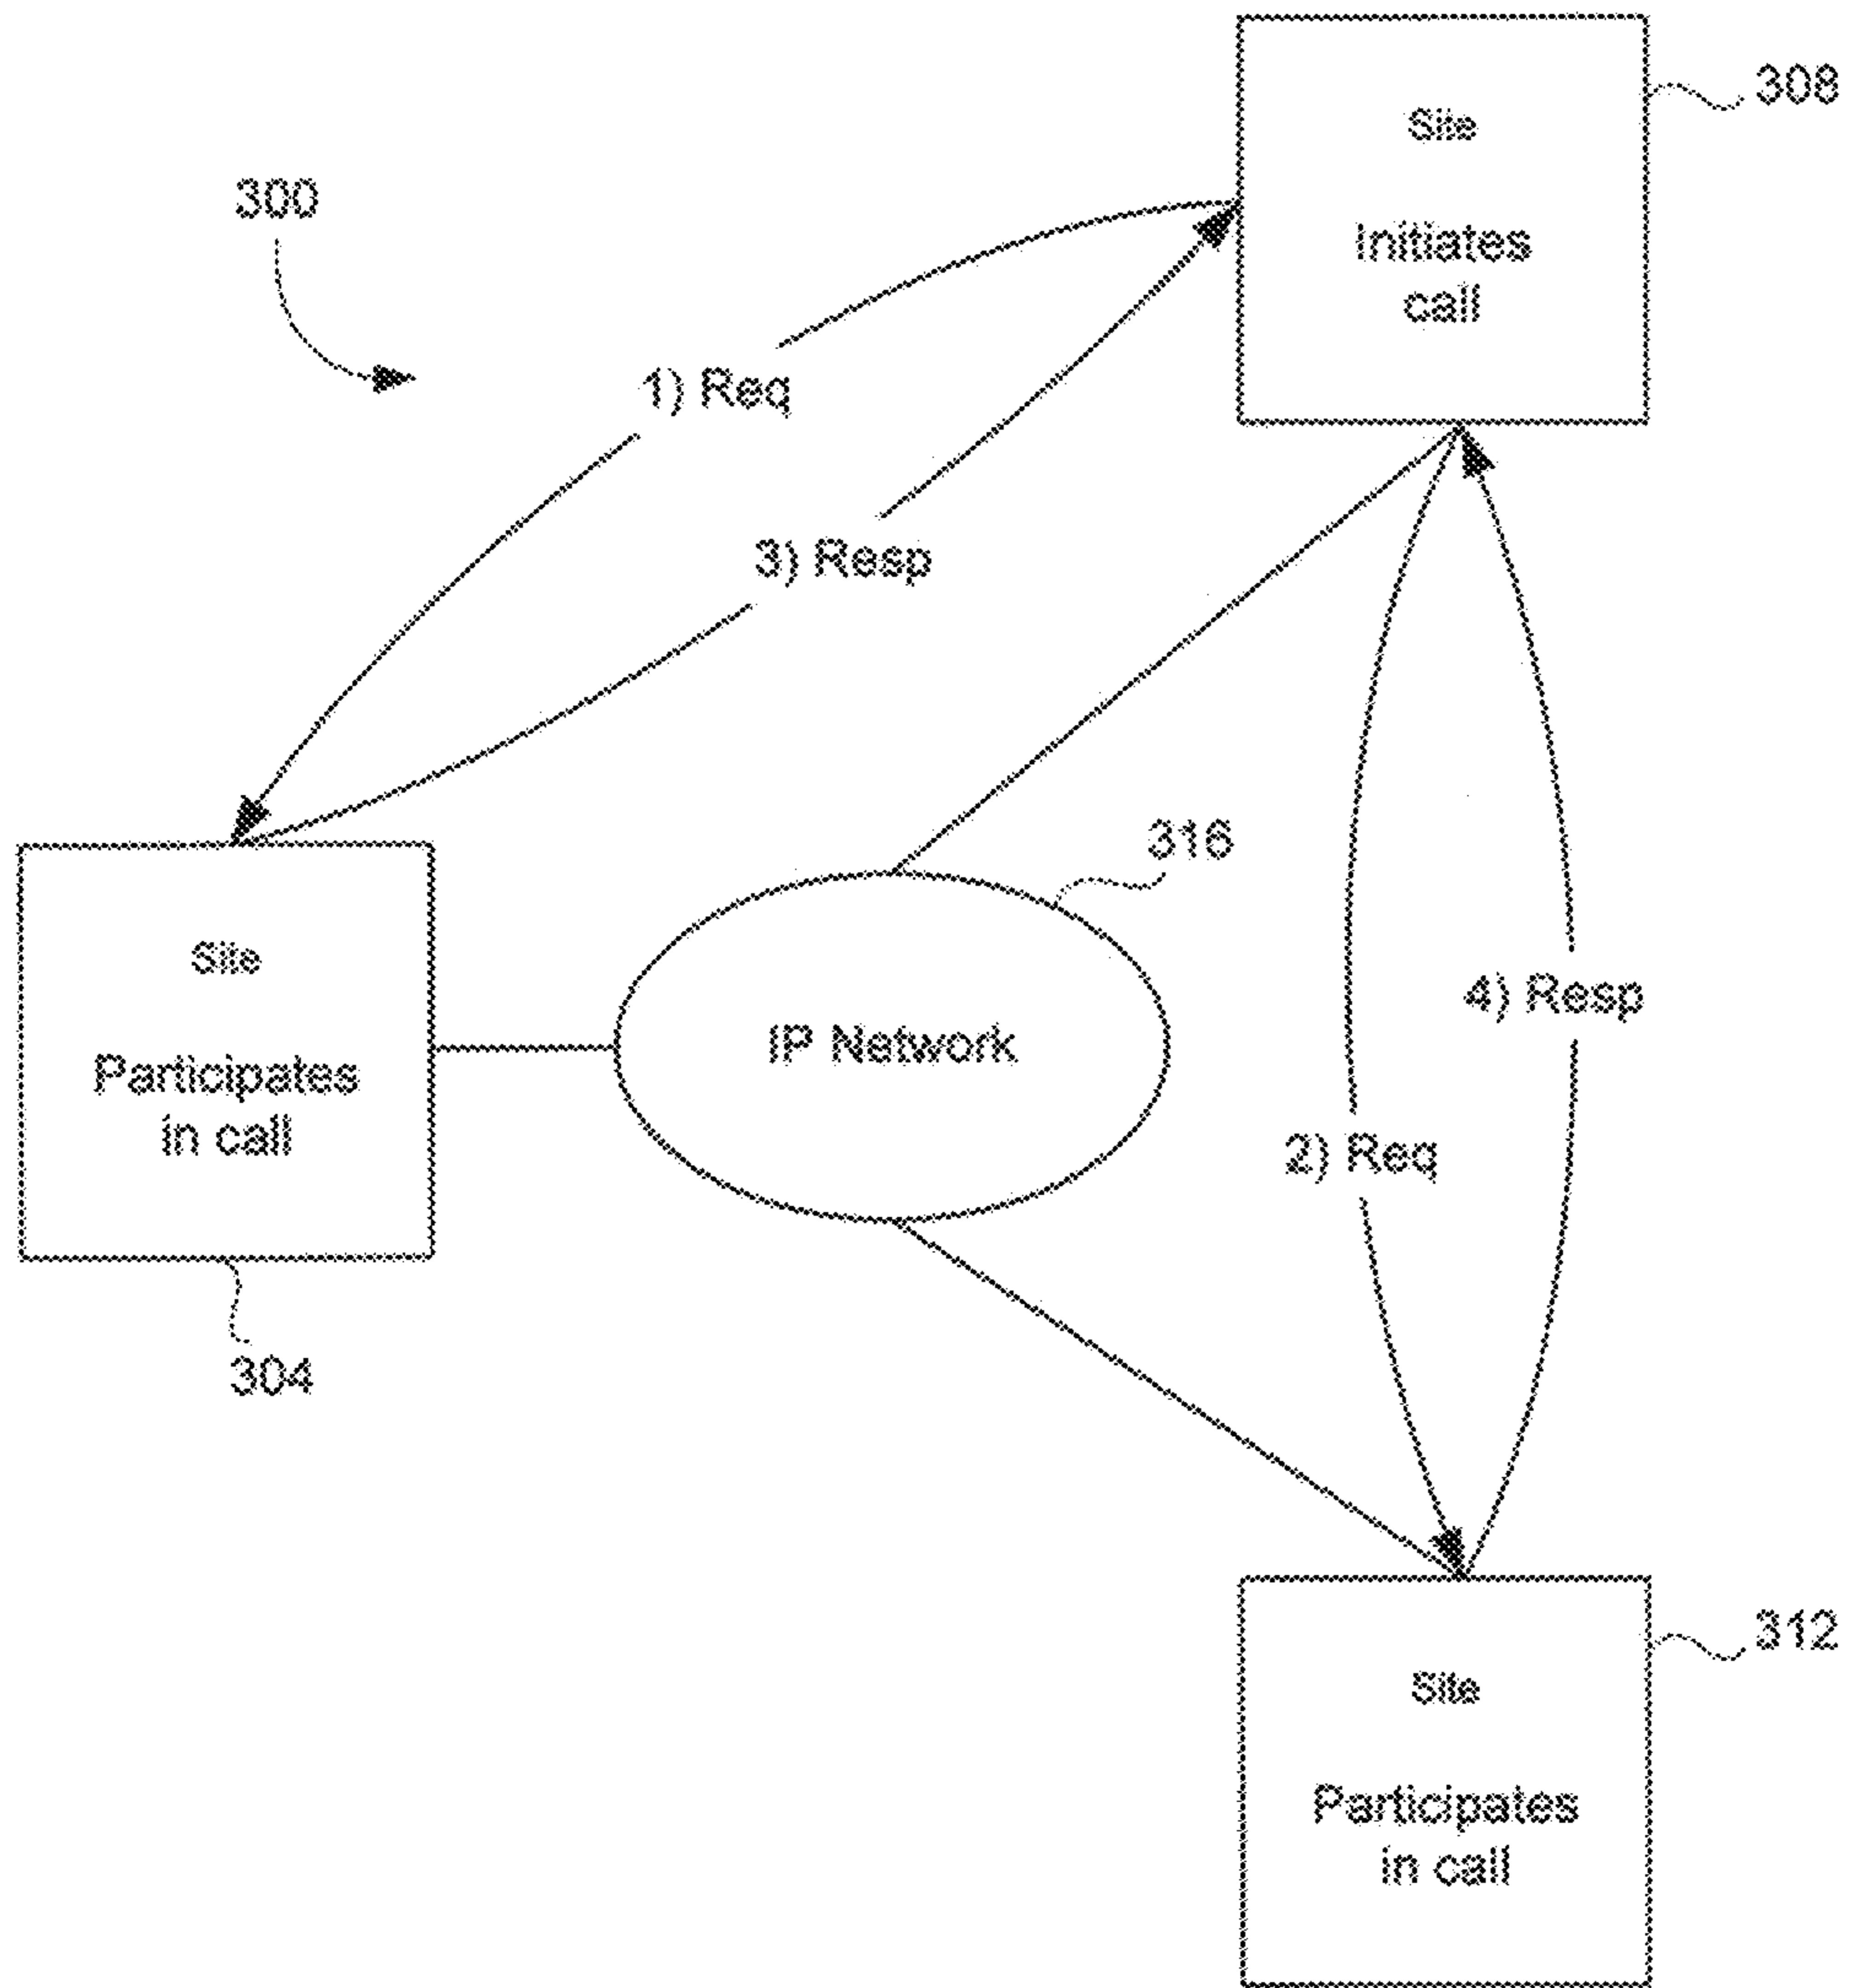 308
Site
Initiates
call
300
1) Req
3) Resp
316
Site
Participates
in call
IP Network
4) Resp
2) Req
304
312
Site
Participates
in call